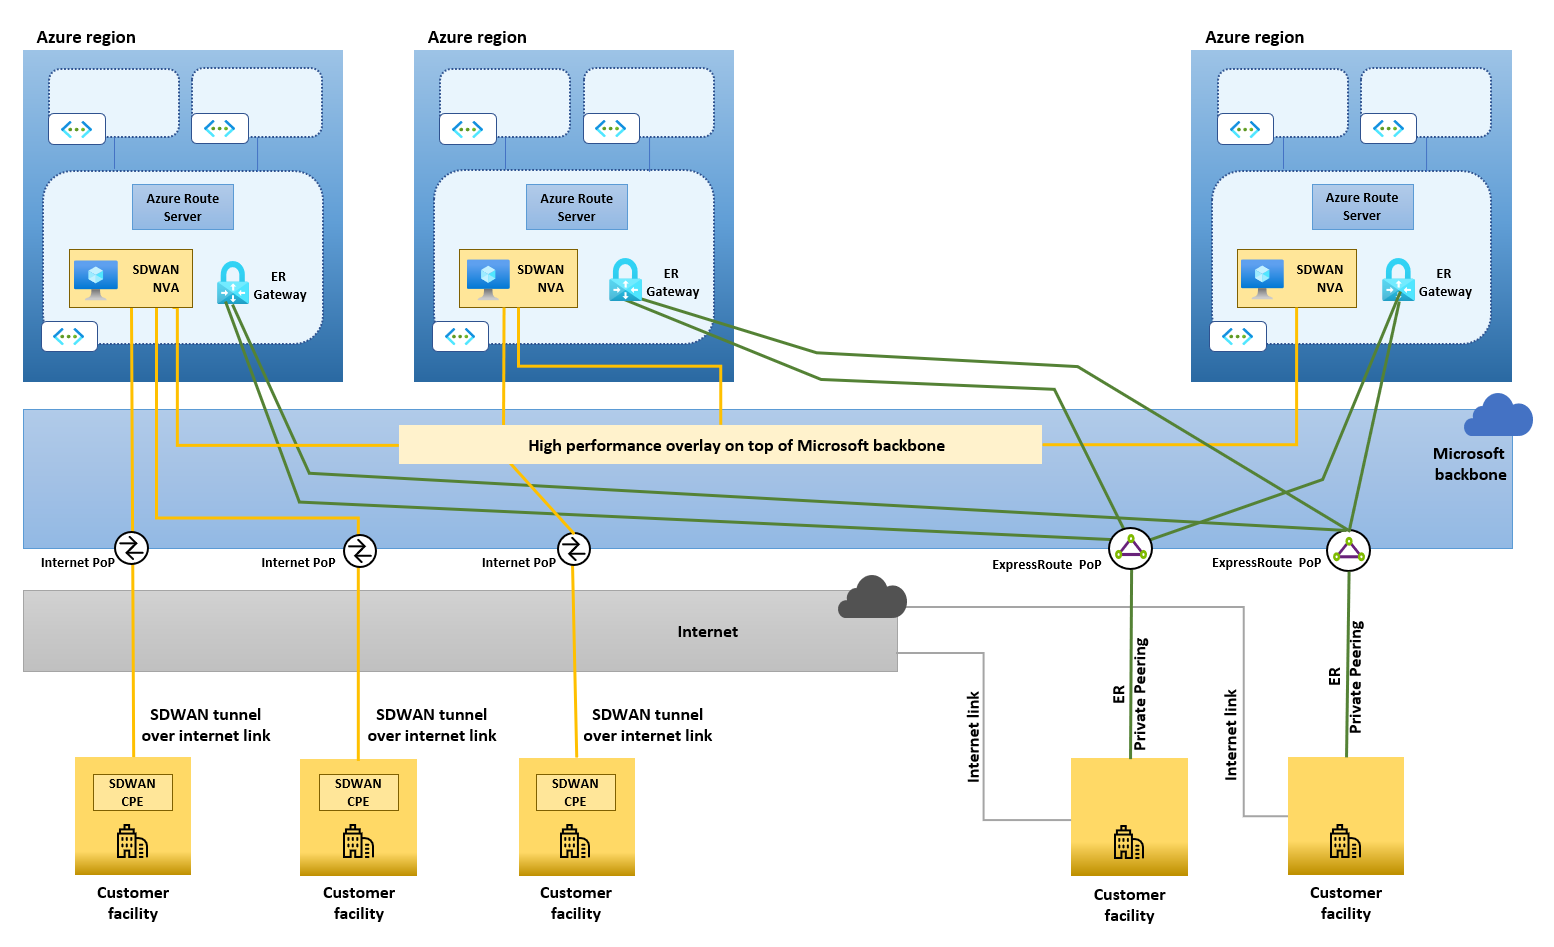 Azure region
Azure region
Azure region
Azure Route
Server
Azure Route
Server
Azure Route
Server
SDWAN
NVA
ER
Gateway
SDWAN
NVA
ER
Gateway
SDWAN
NVA
ER
Gateway
High performance overlay on top of Microsoft backbone
Microsoft
backbone
Internet PoP
Internet PoP
Internet PoP
ExpressRoute PoP
ExpressRoute PoP
Internet
SDWAN tunnel
over internet link
SDWAN tunnel
over internet link
SDWAN tunnel
over internet link
Internet link
ER
Private Peering
Internet link
ER
Private Peering
SDWAN
CPE
SDWAN
CPE
SDWAN
CPE
Customer
facility
Customer
facility
Customer
facility
Customer
facility
Customer
facility